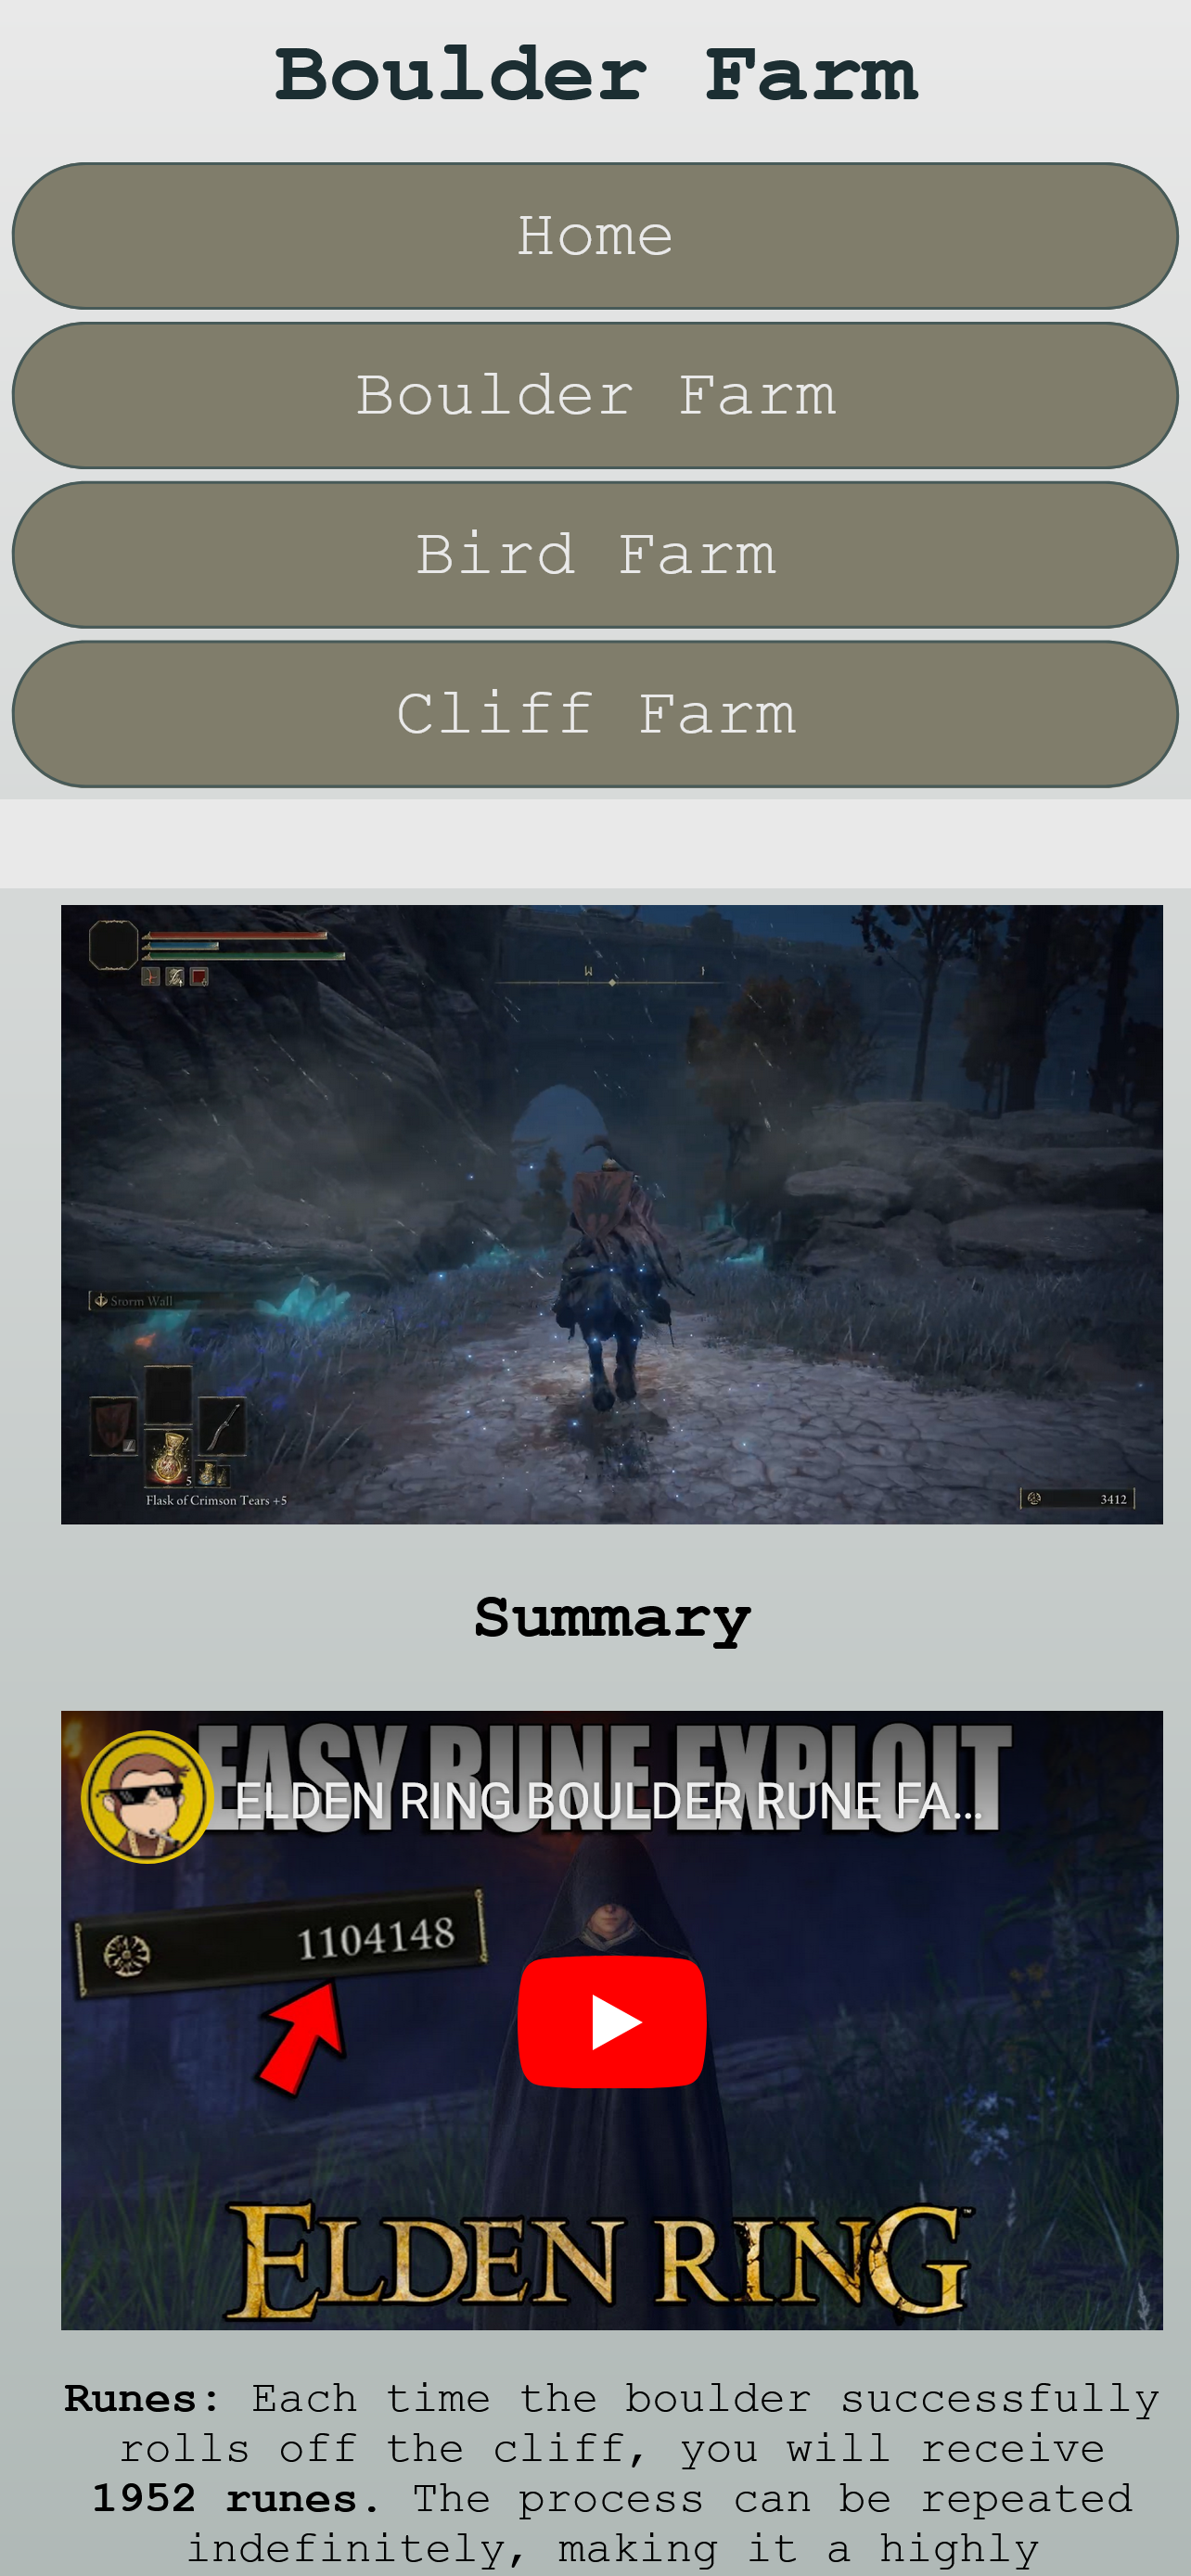 Boulder Farm
Home
Boulder Farm
Bird Farm
Cliff Farm
W
Storm Wall
5
Flask of Crimson Tears +5
3412
Summary
EASY RUNE EXPLOIT
ELDEN RING BOULDER RUNE FA...
1104148
ELDEN RING™
Runes: Each time the boulder successfully
rolls off the cliff, you will receive
1952 runes. The process can be repeated
indefinitely, making it a highly